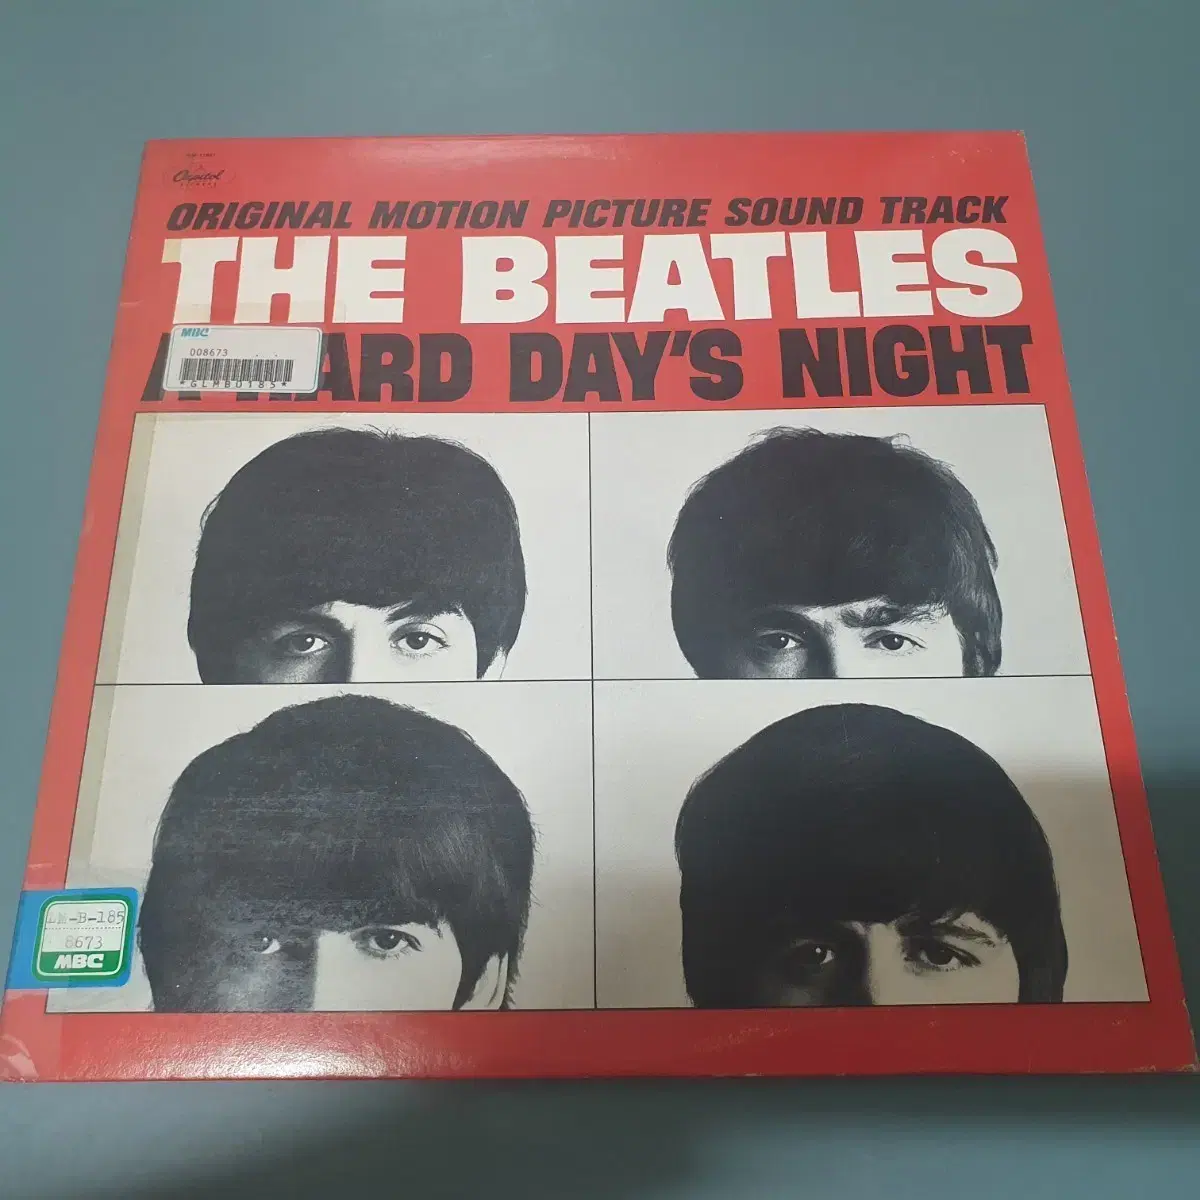 Capitol
ORIGINAL MOTION PICTURE SOUND TRACK
THE BEATLES
A HARD DAY'S NIGHT
MBC
008673
*GLMB0185*
LM-B-185
8673
MBC